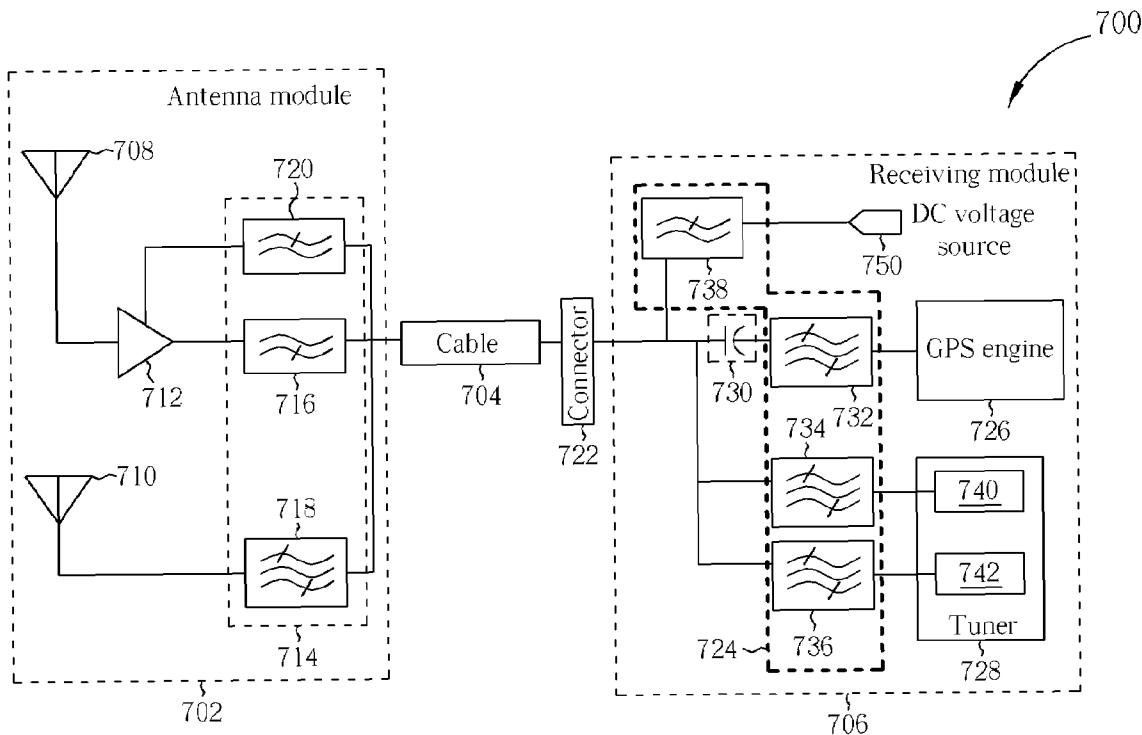 700
Antenna module
708
720
712
716
710
718
714
702
Cable
704
Connector
722
Receiving module
DC voltage
source
750
738
730
732
GPS engine
726
734
740
742
736
724
Tuner
728
706